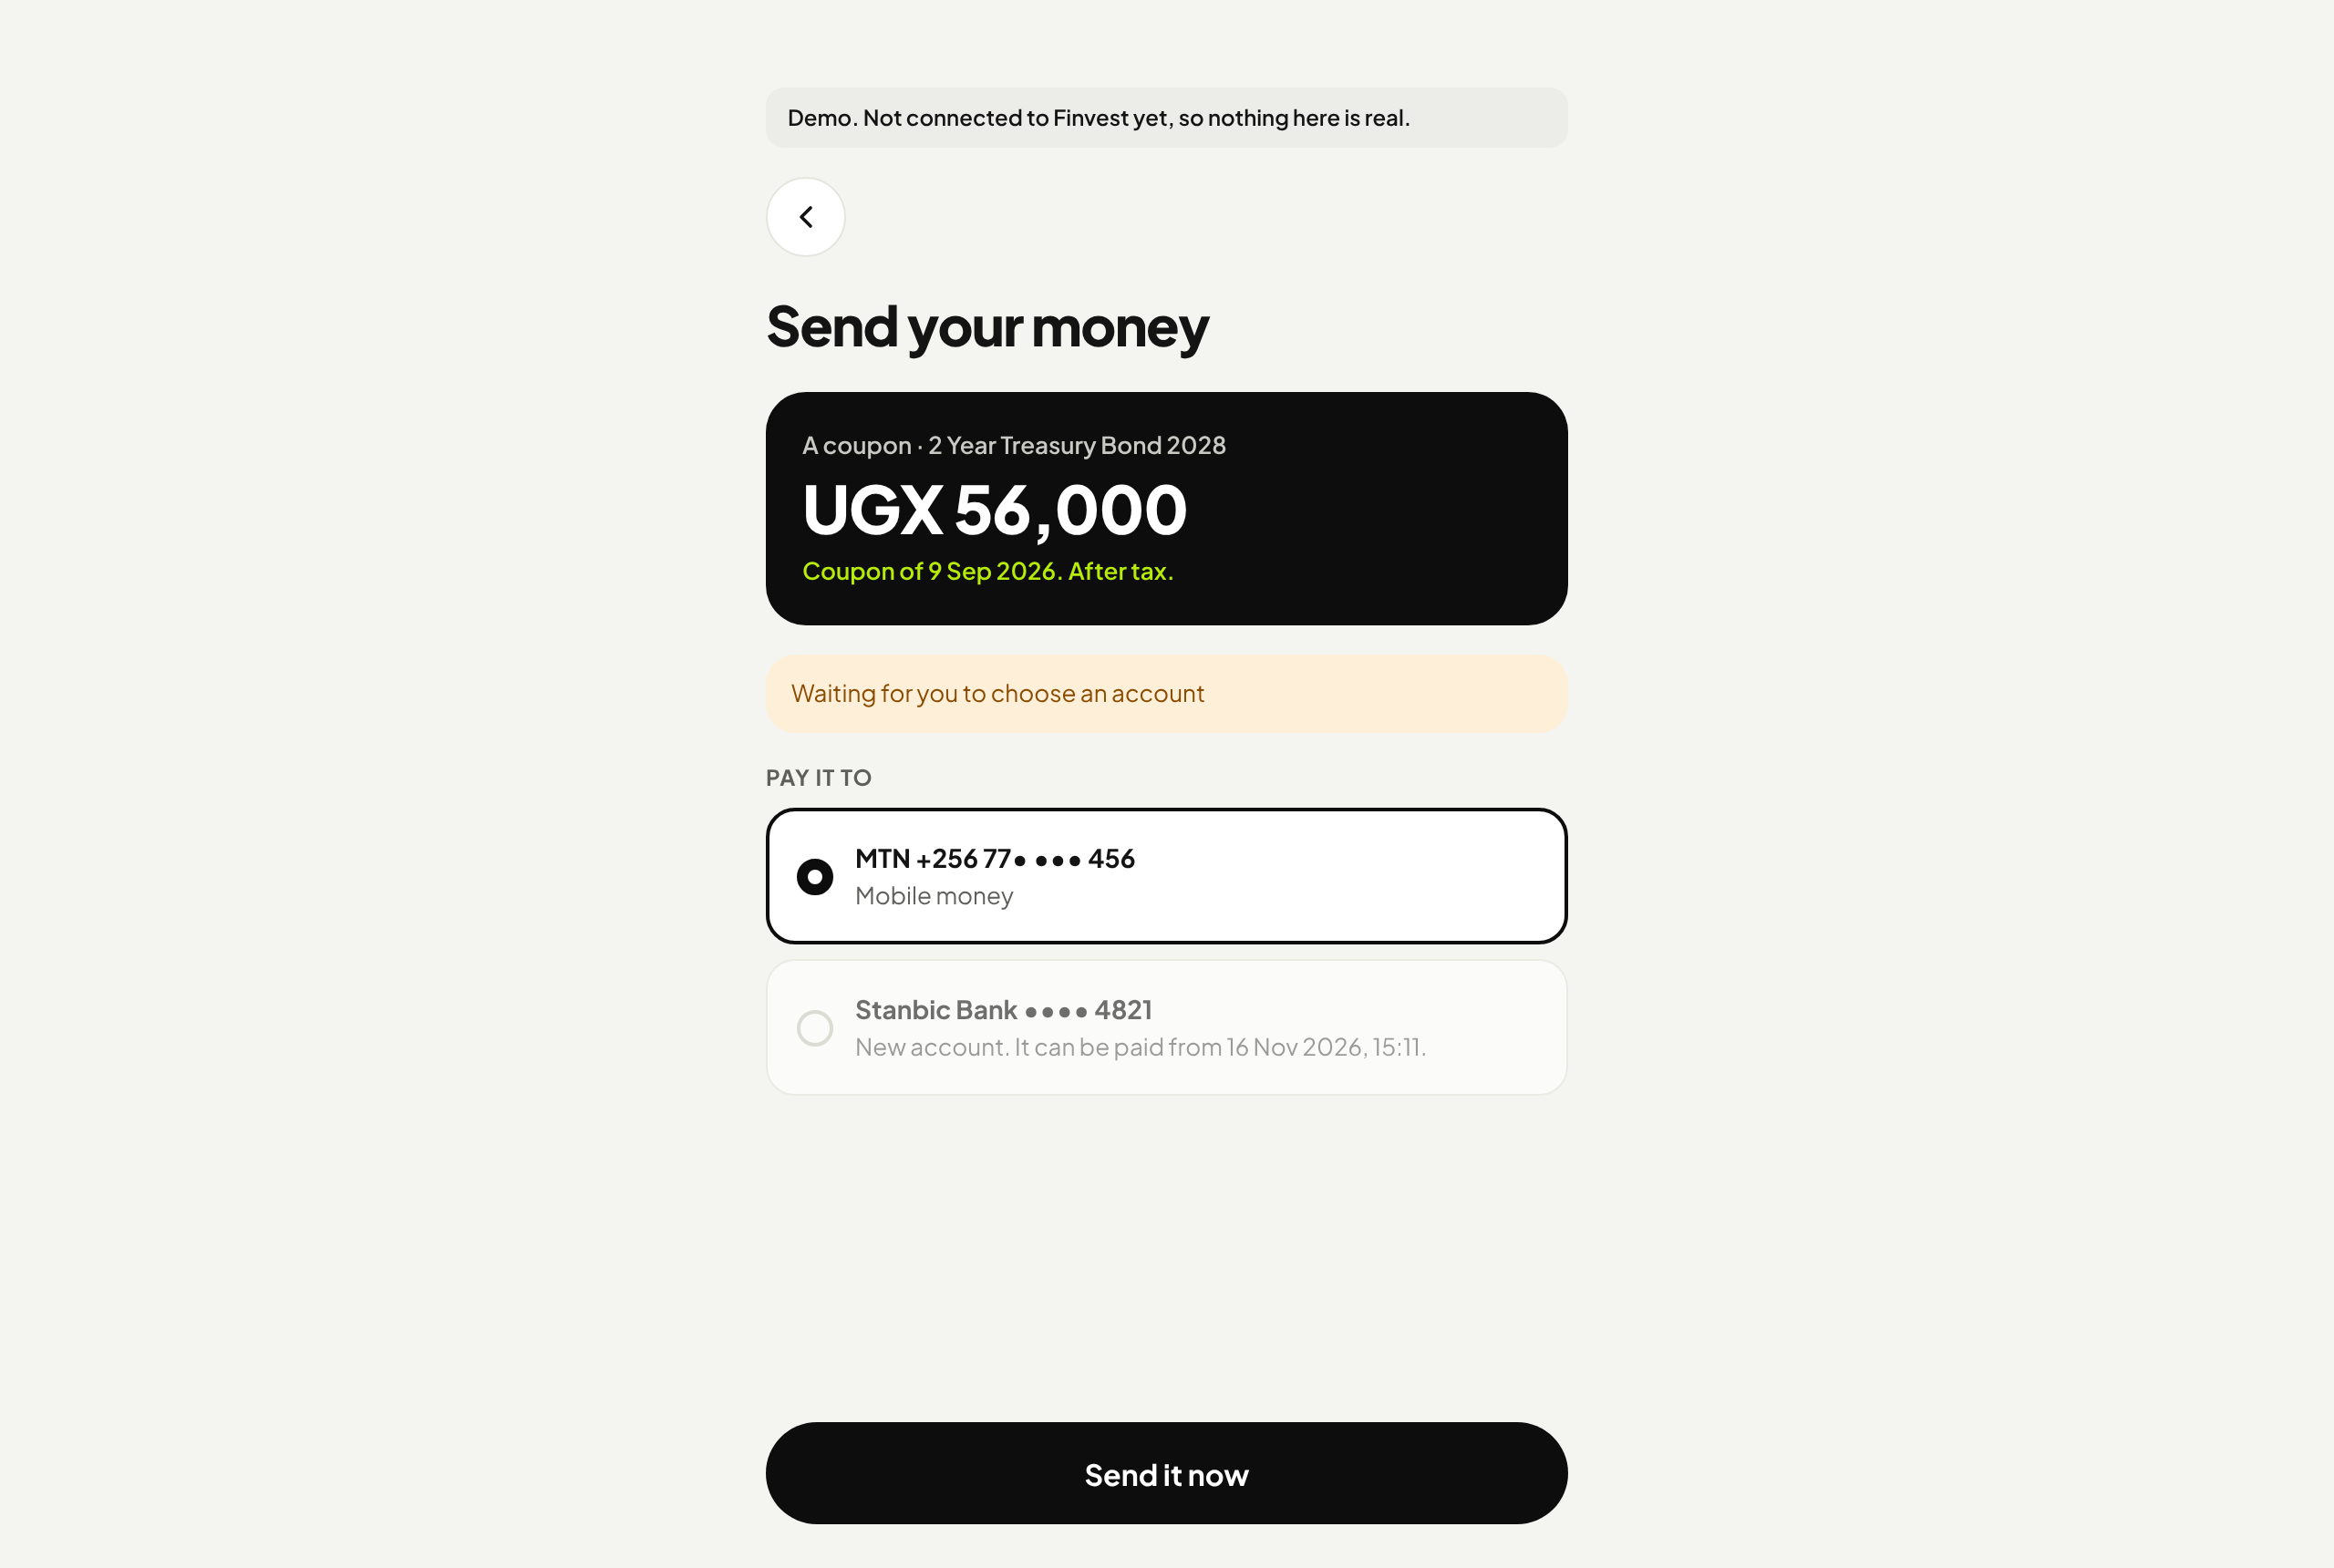 Demo. Not connected to Finvest yet, so nothing here is real.
Send your money
A coupon · 2 Year Treasury Bond 2028
UGX 56,000
Coupon of 9 Sep 2026. After tax.
Waiting for you to choose an account
PAY IT TO
MTN +256 77• ••• 456
Mobile money
Stanbic Bank •••• 4821
New account. It can be paid from 16 Nov 2026, 15:11.
Send it now